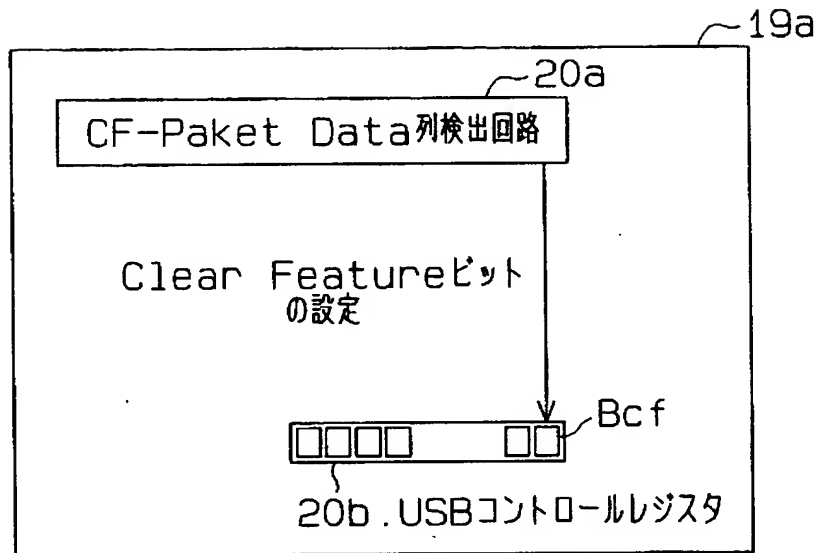 19a
20a
CF-Paket Data列検出回路
Clear Featureビット
の設定
Bcf
20b.USBコントロールレジスタ